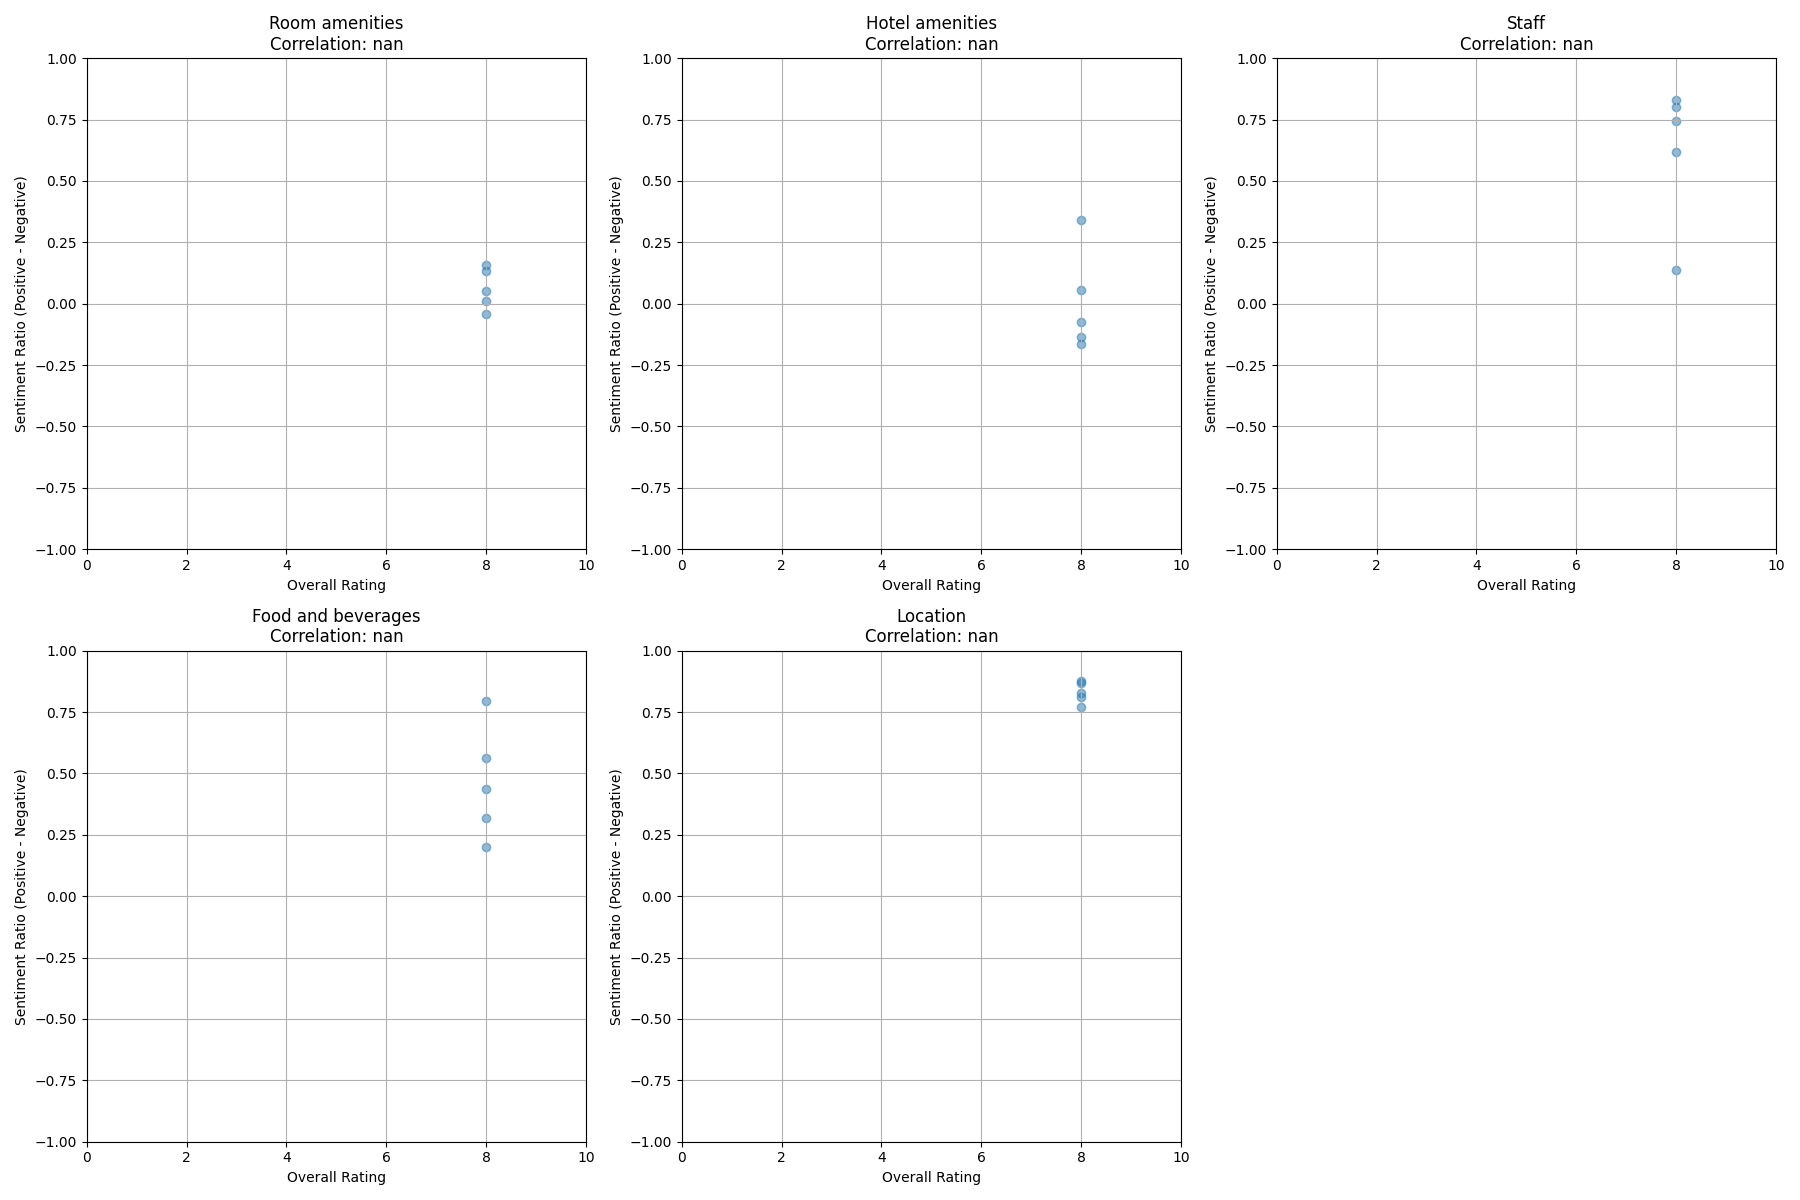 Room amenities
Correlation: nan
1.00
0.75
0.50
0.25
0.00
−0.25
−0.50
−0.75
−1.00
Sentiment Ratio (Positive - Negative)
0 2 4 6 8 10
Overall Rating
Hotel amenities
Correlation: nan
1.00
0.75
0.50
0.25
0.00
−0.25
−0.50
−0.75
−1.00
Sentiment Ratio (Positive - Negative)
0 2 4 6 8 10
Overall Rating
Staff
Correlation: nan
1.00
0.75
0.50
0.25
0.00
−0.25
−0.50
−0.75
−1.00
Sentiment Ratio (Positive - Negative)
0 2 4 6 8 10
Overall Rating
Food and beverages
Correlation: nan
1.00
0.75
0.50
0.25
0.00
−0.25
−0.50
−0.75
−1.00
Sentiment Ratio (Positive - Negative)
0 2 4 6 8 10
Overall Rating
Location
Correlation: nan
1.00
0.75
0.50
0.25
0.00
−0.25
−0.50
−0.75
−1.00
Sentiment Ratio (Positive - Negative)
0 2 4 6 8 10
Overall Rating